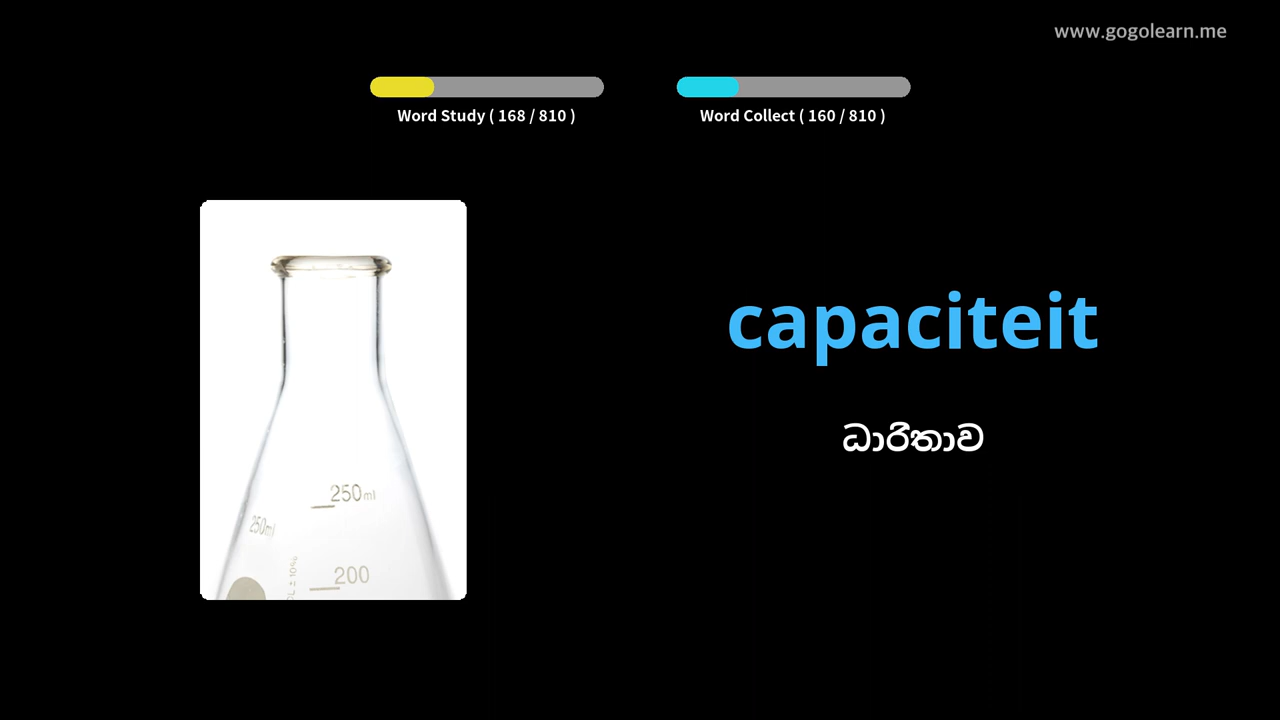 www.gogolearn.me
Word Study ( 168 / 810 )
Word Collect ( 160 / 810 )
capaciteit
ධාරිතාව
250ml
250ml
200